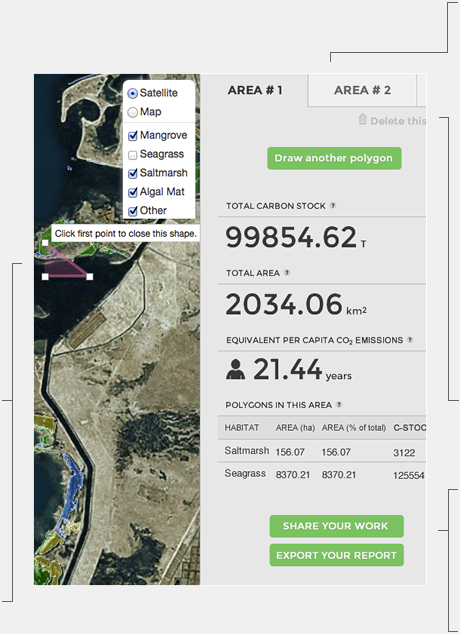 Satellite
Map
Mangrove
Seagrass
Saltmarsh
Algal Mat
Other
Click first point to close this shape.
AREA # 1
AREA # 2
Delete this
Draw another polygon
TOTAL CARBON STOCK ?
99854.62 T
TOTAL AREA ?
2034.06 km²
EQUIVALENT PER CAPITA CO₂ EMISSIONS ?
21.44 years
POLYGONS IN THIS AREA ?
HABITAT AREA (ha) AREA (% of total) C-STOC
Saltmarsh 156.07 156.07 3122
Seagrass 8370.21 8370.21 125554
SHARE YOUR WORK
EXPORT YOUR REPORT